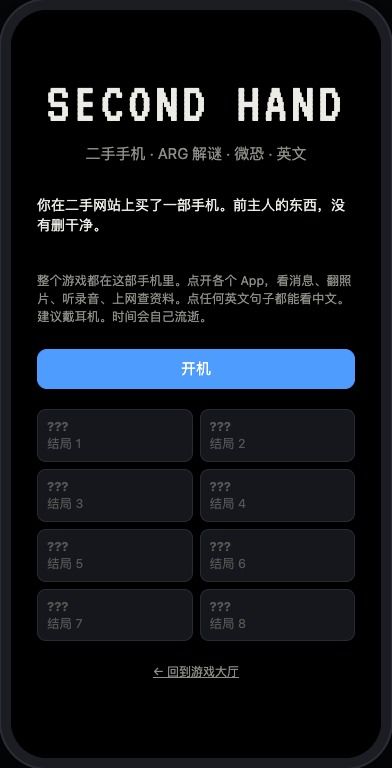 SECOND HAND
二手手机 · ARG 解谜 · 微恐 · 英文
你在二手网站上买了一部手机。前主人的东西，没
有删干净。
整个游戏都在这部手机里。点开各个 App，看消息、翻照
片、听录音、上网查资料。点任何英文句子都能看中文。
建议戴耳机。时间会自己流逝。
开机
???
结局 1
???
结局 2
???
结局 3
???
结局 4
???
结局 5
???
结局 6
???
结局 7
???
结局 8
← 回到游戏大厅